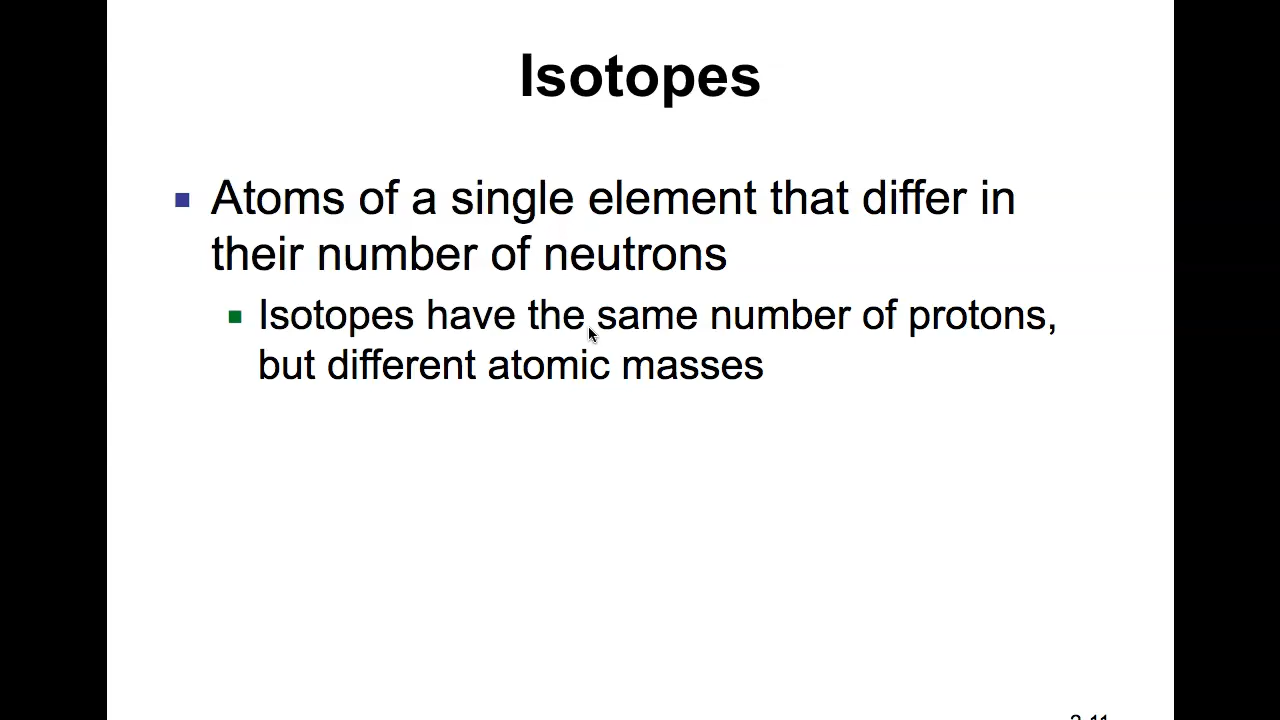 Isotopes
Atoms of a single element that differ in
their number of neutrons
Isotopes have the same number of protons,
but different atomic masses